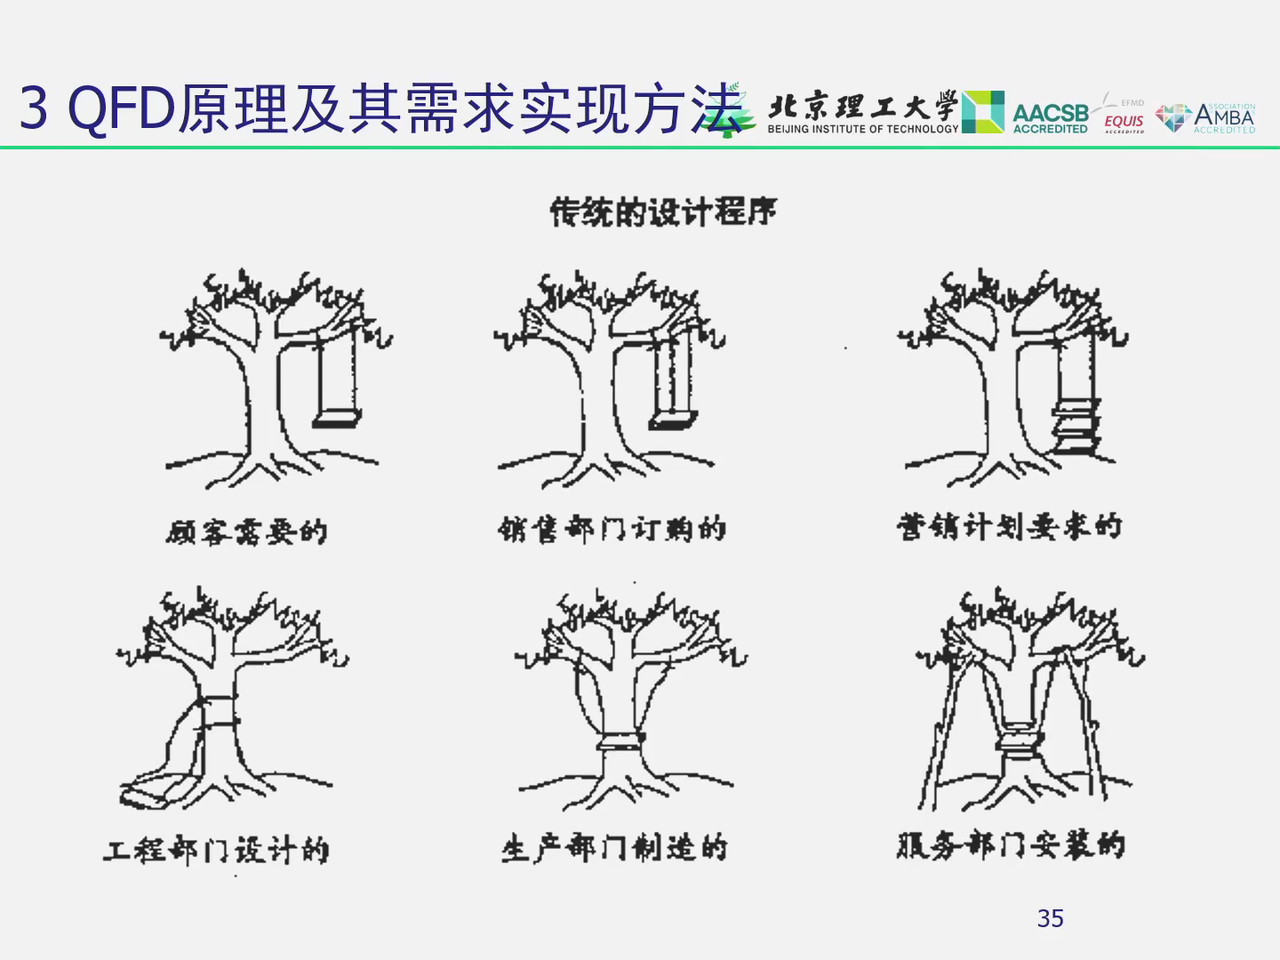 3 QFD原理及其需求实现方法
北京理工大学
BEIJING INSTITUTE OF TECHNOLOGY
AACSB
ACCREDITED
EFMD
EQUIS
ACCREDITED
ASSOCIATION
AMBA
ACCREDITED
传统的设计程序
顾客需要的
销售部门订购的
营销计划要求的
工程部门设计的
生产部门制造的
服务部门安装的
35